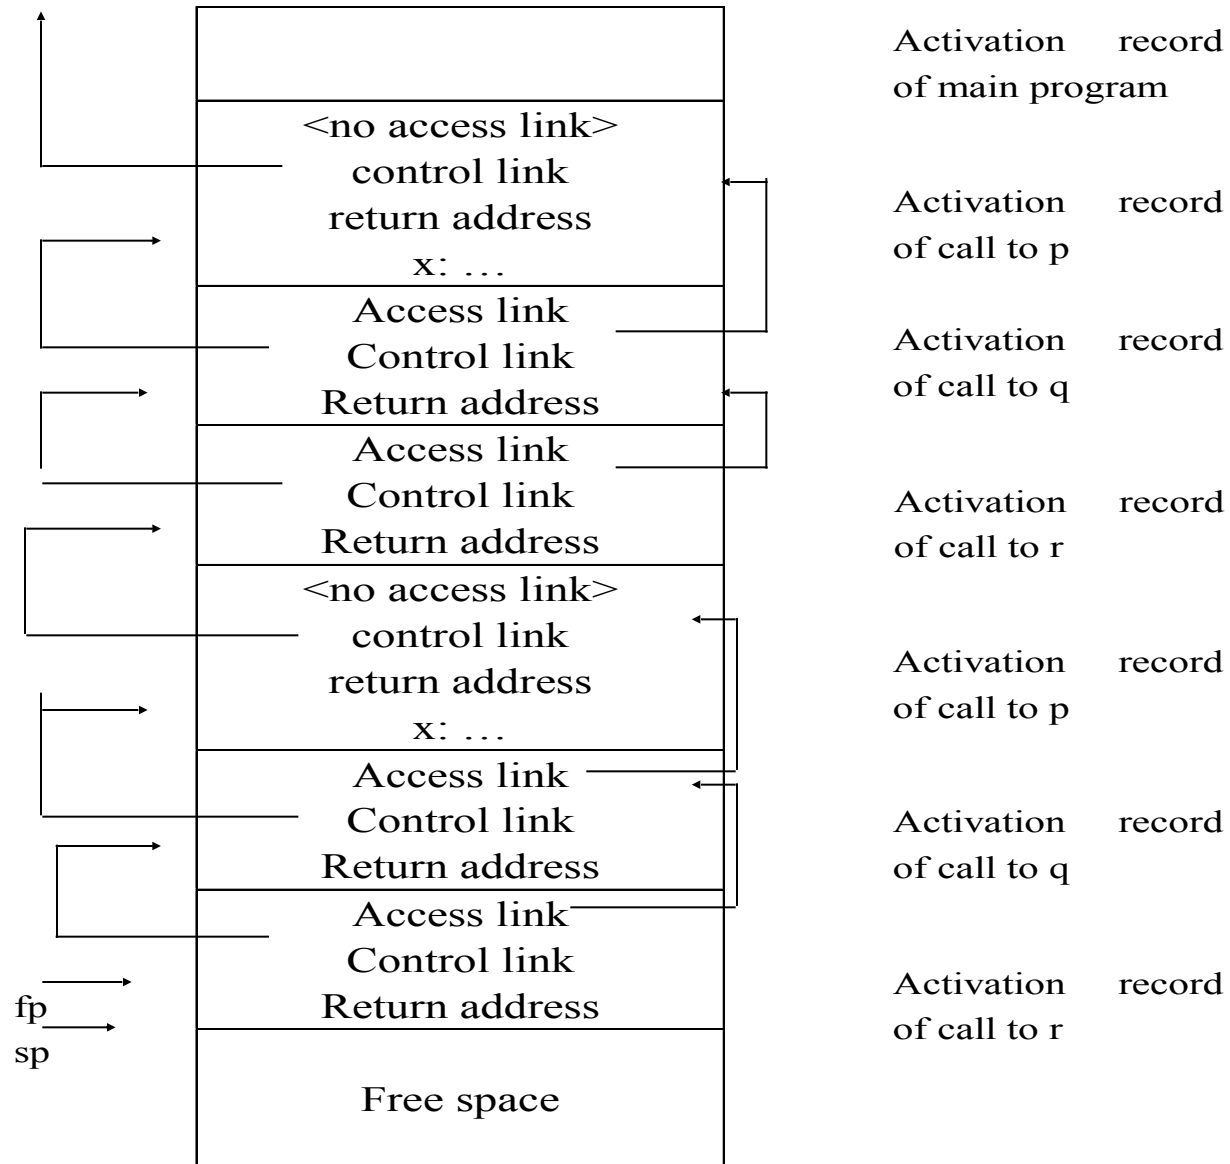 Activation record
of main program
<no access link>
control link
return address
x: …
Activation record
of call to p
Access link
Control link
Return address
Activation record
of call to q
Access link
Control link
Return address
Activation record
of call to r
<no access link>
control link
return address
x: …
Activation record
of call to p
Access link
Control link
Return address
Activation record
of call to q
Access link
Control link
Return address
Activation record
of call to r
fp
sp
Free space